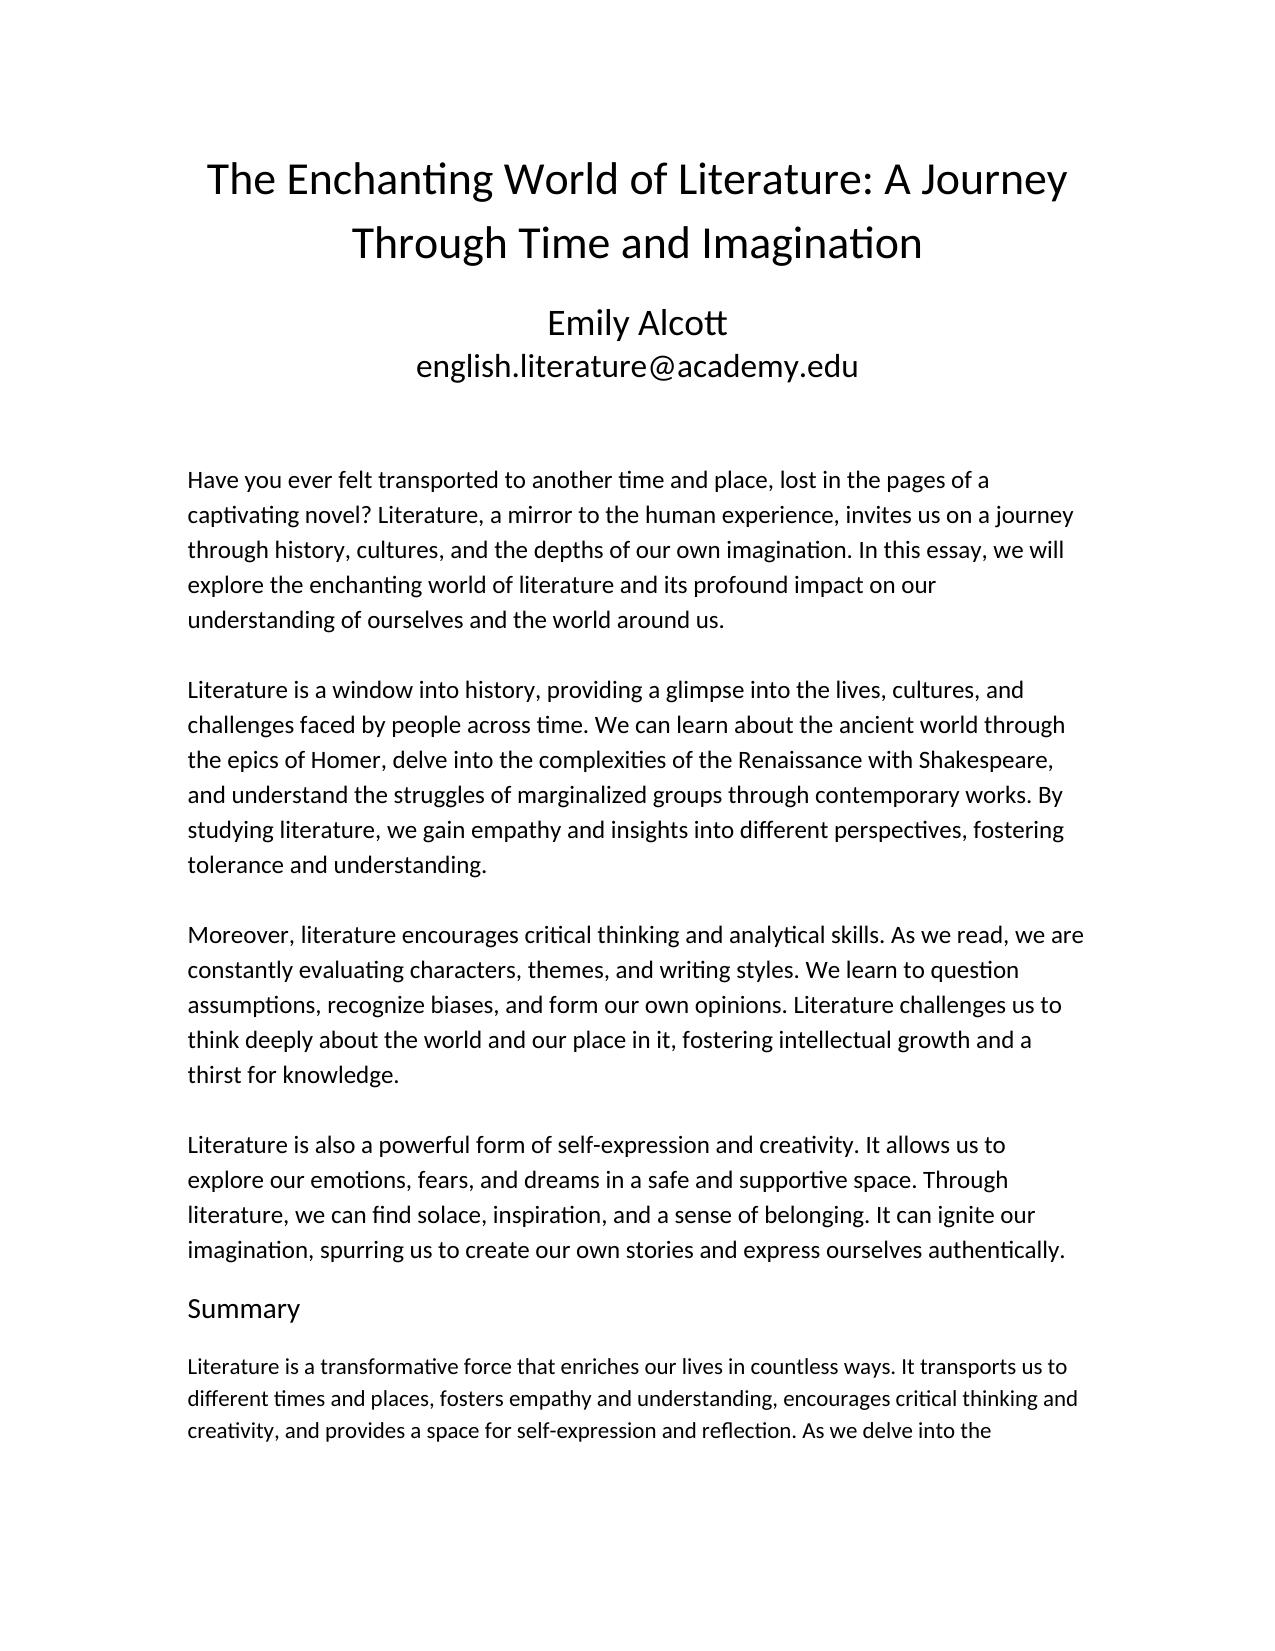 The Enchanting World of Literature: A Journey
Through Time and Imagination
Emily Alcott
english.literature@academy.edu
Have you ever felt transported to another time and place, lost in the pages of a
captivating novel? Literature, a mirror to the human experience, invites us on a journey
through history, cultures, and the depths of our own imagination. In this essay, we will
explore the enchanting world of literature and its profound impact on our
understanding of ourselves and the world around us.
Literature is a window into history, providing a glimpse into the lives, cultures, and
challenges faced by people across time. We can learn about the ancient world through
the epics of Homer, delve into the complexities of the Renaissance with Shakespeare,
and understand the struggles of marginalized groups through contemporary works. By
studying literature, we gain empathy and insights into different perspectives, fostering
tolerance and understanding.
Moreover, literature encourages critical thinking and analytical skills. As we read, we are
constantly evaluating characters, themes, and writing styles. We learn to question
assumptions, recognize biases, and form our own opinions. Literature challenges us to
think deeply about the world and our place in it, fostering intellectual growth and a
thirst for knowledge.
Literature is also a powerful form of self-expression and creativity. It allows us to
explore our emotions, fears, and dreams in a safe and supportive space. Through
literature, we can find solace, inspiration, and a sense of belonging. It can ignite our
imagination, spurring us to create our own stories and express ourselves authentically.
Summary
Literature is a transformative force that enriches our lives in countless ways. It transports us to
different times and places, fosters empathy and understanding, encourages critical thinking and
creativity, and provides a space for self-expression and reflection. As we delve into the